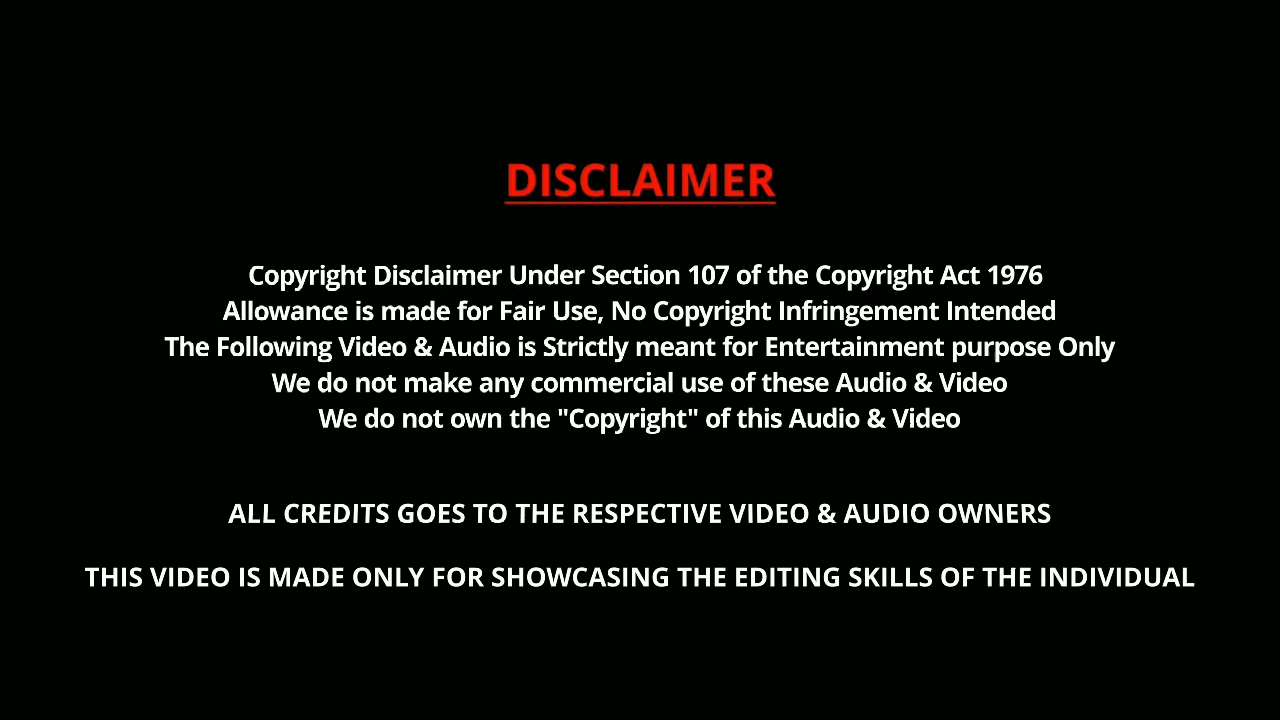 DISCLAIMER
Copyright Disclaimer Under Section 107 of the Copyright Act 1976
Allowance is made for Fair Use, No Copyright Infringement Intended
The Following Video & Audio is Strictly meant for Entertainment purpose Only
We do not make any commercial use of these Audio & Video
We do not own the "Copyright" of this Audio & Video
ALL CREDITS GOES TO THE RESPECTIVE VIDEO & AUDIO OWNERS
THIS VIDEO IS MADE ONLY FOR SHOWCASING THE EDITING SKILLS OF THE INDIVIDUAL